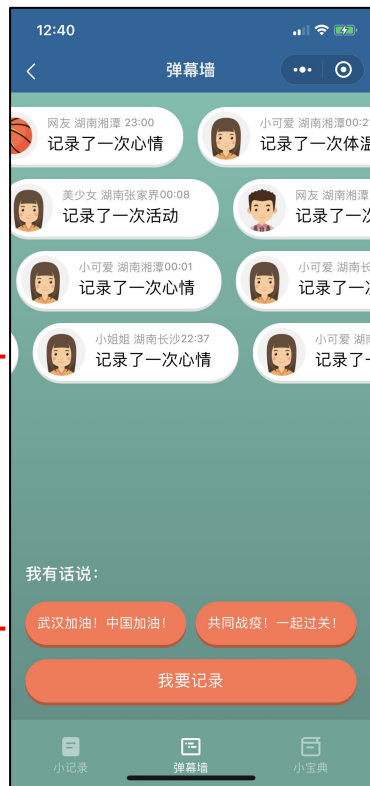 12:40
弹幕墙
网友 湖南湘潭 23:00
记录了一次心情
小可爱 湖南湘潭00:2
记录了一次体温
美少女 湖南张家界00:08
记录了一次活动
网友 湖南湘潭
记录了一次
小可爱 湖南湘潭00:01
记录了一次心情
小可爱 湖南长
记录了一
小姐姐 湖南长沙22:37
记录了一次心情
小可爱 湖南
记录了一
我有话说：
武汉加油！中国加油！
共同战疫！一起过关！
我要记录
小记录
弹幕墙
小宝典